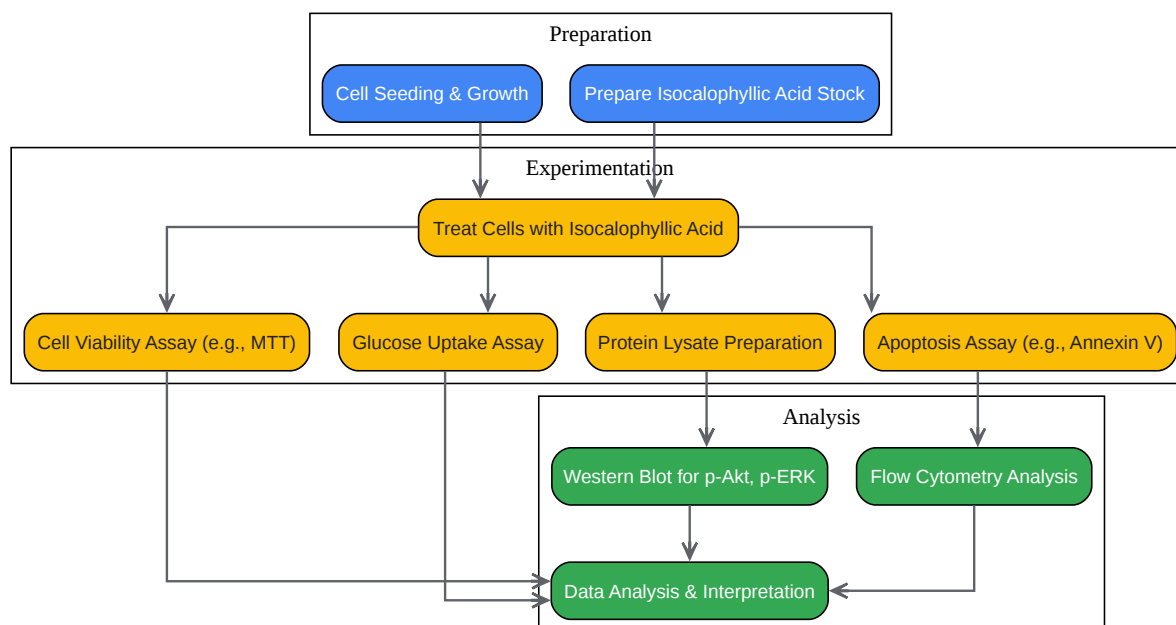 Preparation
Cell Seeding & Growth
Prepare Isocalophyllic Acid Stock
Experimentation
Treat Cells with Isocalophyllic Acid
Cell Viability Assay (e.g., MTT)
Glucose Uptake Assay
Protein Lysate Preparation
Apoptosis Assay (e.g., Annexin V)
Analysis
Western Blot for p-Akt, p-ERK
Flow Cytometry Analysis
Data Analysis & Interpretation